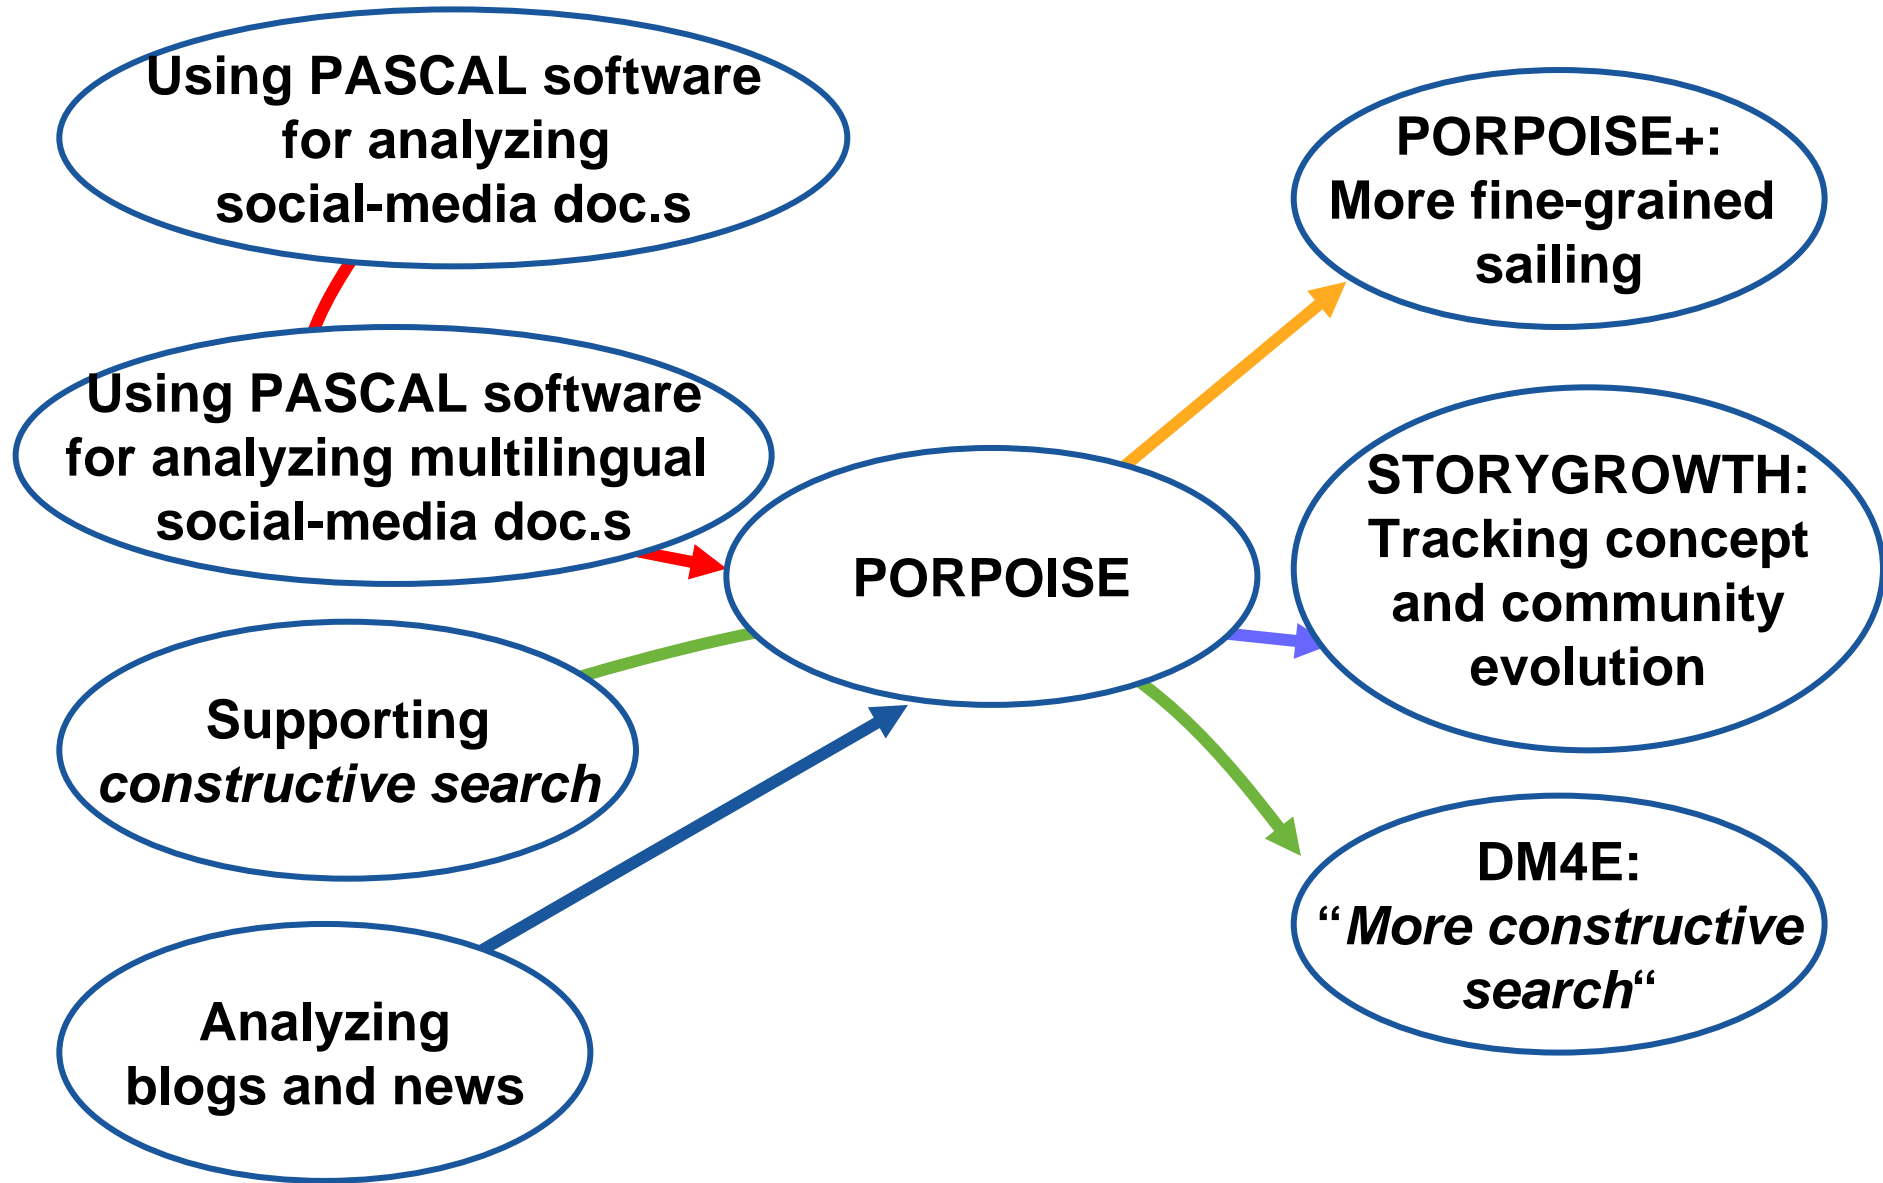 Using PASCAL software
for analyzing
social-media doc.s
Using PASCAL software
for analyzing multilingual
social-media doc.s
Supporting
constructive search
Analyzing
blogs and news
PORPOISE
PORPOISE+:
More fine-grained
sailing
STORYGROWTH:
Tracking concept
and community
evolution
DM4E:
“More constructive
search“